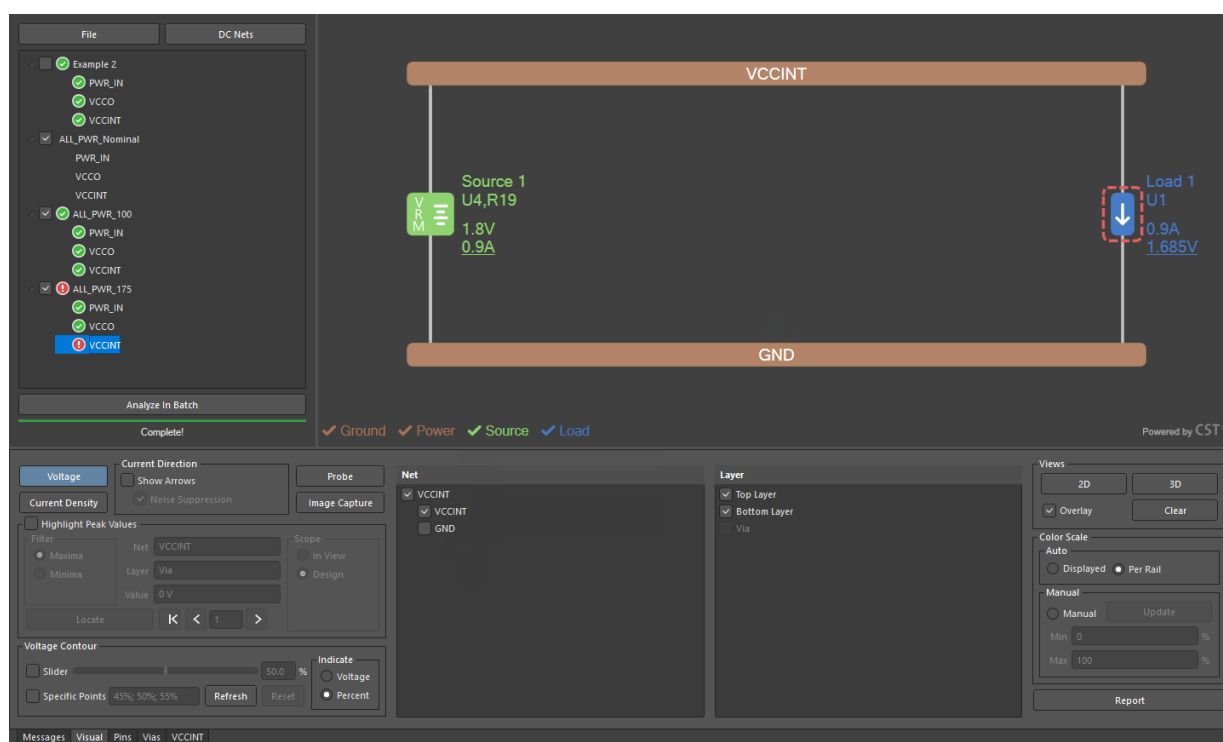 File
DC Nets
Example 2
PWR_IN
VCCO
VCCINT
ALL_PWR_Nominal
PWR_IN
VCCO
VCCINT
ALL_PWR_100
PWR_IN
VCCO
VCCINT
ALL_PWR_175
PWR_IN
VCCO
VCCINT
Analyze In Batch
Complete!
VCCINT
Source 1
U4,R19
VRM
1.8V
0.9A
Load 1
U1
0.9A
1.685V
GND
Ground
Power
Source
Load
Powered by CST
Voltage
Current Density
Current Direction
Show Arrows
Noise Suppression
Probe
Image Capture
Highlight Peak Values
Filter
Maxima
Minima
Net VCCINT
Layer Via
Value 0 V
Scope
In View
Design
Locate
1
Voltage Contour
Slider
50.0 %
Specific Points 45%; 50%; 55%
Refresh
Reset
Indicate
Voltage
Percent
Net
VCCINT
VCCINT
GND
Layer
Top Layer
Bottom Layer
Via
Views
2D
3D
Overlay
Clear
Color Scale
Auto
Displayed
Per Rail
Manual
Manual
Update
Min 0 %
Max 100 %
Report
Messages
Visual
Pins
Vias
VCCINT